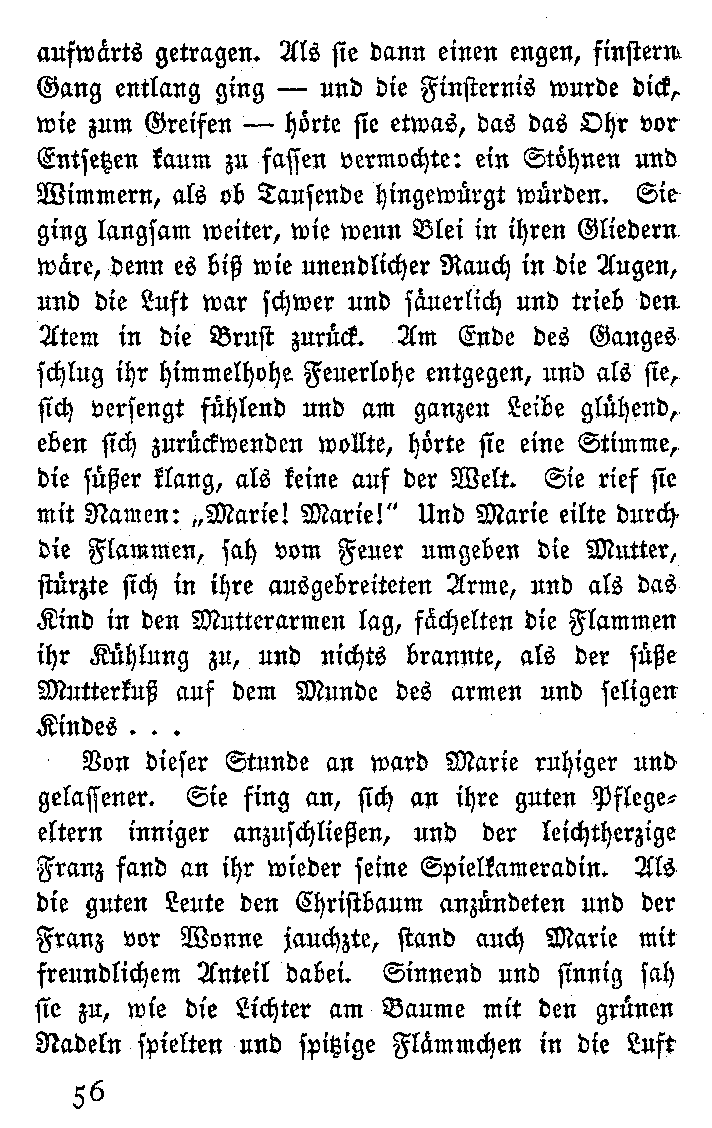 aufwärts getragen. Als sie dann einen engen, finstern
Gang entlang ging — und die Finsternis wurde dick,
wie zum Greifen — hörte sie etwas, das das Ohr vor
Entsetzen kaum zu fassen vermochte: ein Stöhnen und
Wimmern, als ob Tausende hingewürgt würden. Sie
ging langsam weiter, wie wenn Blei in ihren Gliedern
wäre, denn es biß wie unendlicher Rauch in die Augen,
und die Luft war schwer und säuerlich und trieb den
Atem in die Brust zurück. Am Ende des Ganges
schlug ihr himmelhohe Feuerlohe entgegen, und als sie,
sich versengt fühlend und am ganzen Leibe glühend,
eben sich zurückwenden wollte, hörte sie eine Stimme,
die süßer klang, als keine auf der Welt. Sie rief sie
mit Namen: „Marie! Marie!" Und Marie eilte durch
die Flammen, sah vom Feuer umgeben die Mutter,
stürzte sich in ihre ausgebreiteten Arme, und als das
Kind in den Mutterarmen lag, fächelten die Flammen
ihr Kühlung zu, und nichts brannte, als der süße
Mutterkuß auf dem Munde des armen und seligen
Kindes . . .
Von dieser Stunde an ward Marie ruhiger und
gelassener. Sie fing an, sich an ihre guten Pflege-
eltern inniger anzuschließen, und der leichtherzige
Franz fand an ihr wieder seine Spielkameradin. Als
die guten Leute den Christbaum anzündeten und der
Franz vor Wonne jauchzte, stand auch Marie mit
freundlichem Anteil dabei. Sinnend und sinnig sah
sie zu, wie die Lichter am Baume mit den grünen
Nadeln spielten und spitzige Flämmchen in die Luft
56